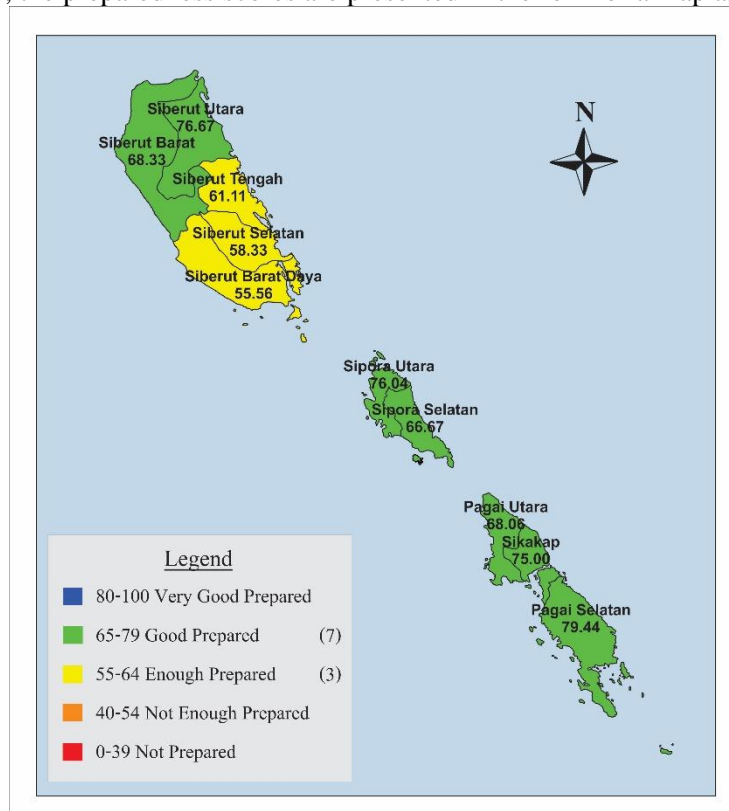 N
Siberut Utara
76.67
Siberut Barat
68.33
Siberut Tengah
61.11
Siberut Selatan
58.33
Siberut Barat Daya
55.56
Sipora Utara
76.04
Sipora Selatan
66.67
Pagai Utara
68.06
Sikakap
75.00
Pagai Selatan
79.44
Legend
80-100 Very Good Prepared
65-79 Good Prepared (7)
55-64 Enough Prepared (3)
40-54 Not Enough Prepared
0-39 Not Prepared